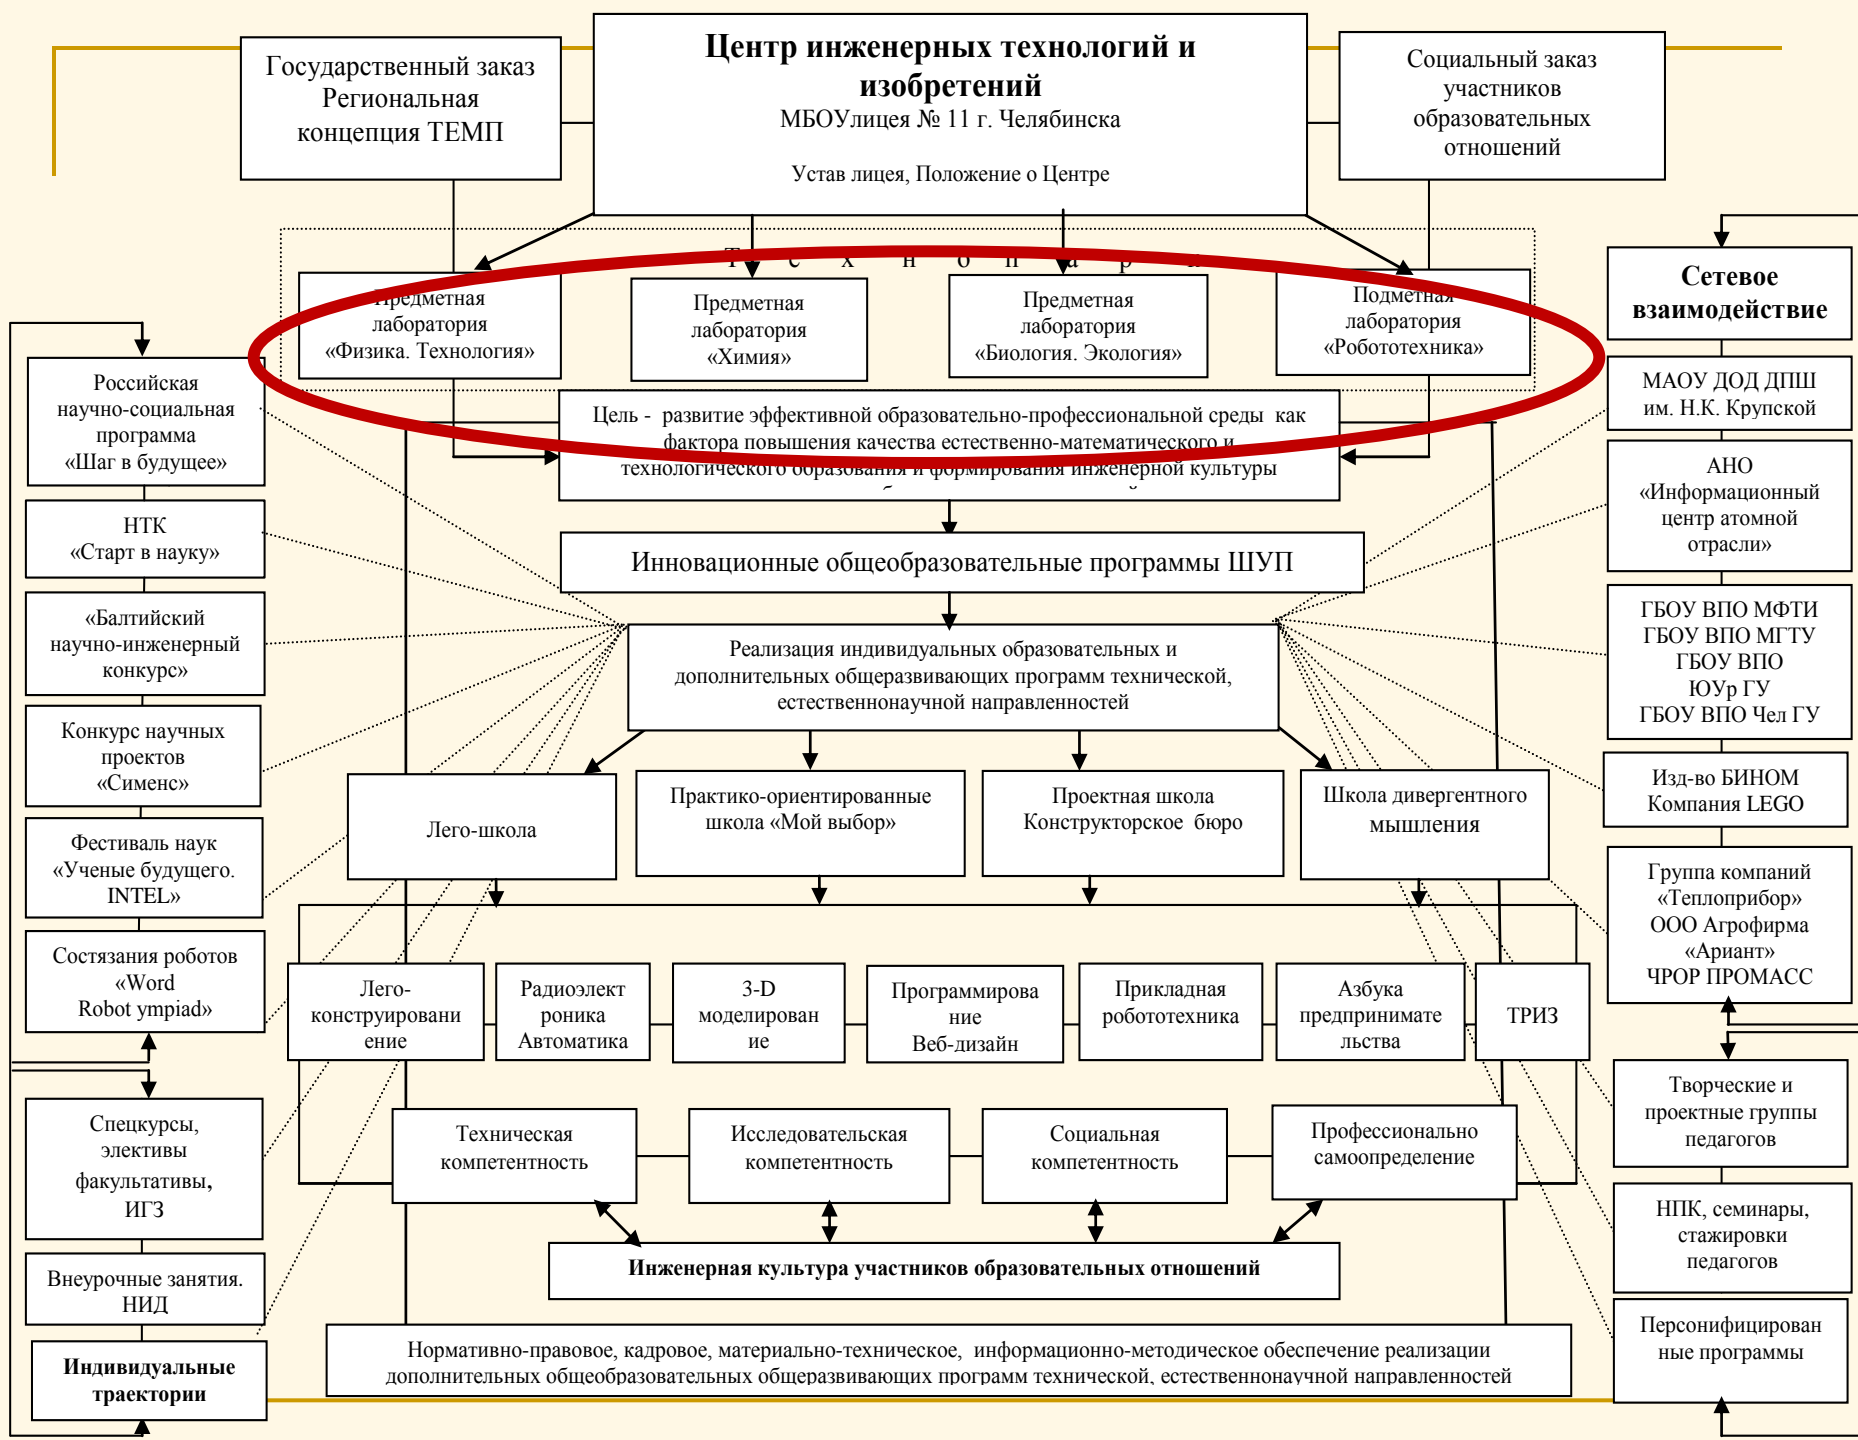 Центр инженерных технологий и
изобретений
МБОУлицея № 11 г. Челябинска
Устав лицея, Положение о Центре
Государственный заказ
Региональная
концепция ТЕМП
Социальный заказ
участников
образовательных
отношений
Т е х н о п а р к
Предметная
лаборатория
«Физика. Технология»
Предметная
лаборатория
«Химия»
Предметная
лаборатория
«Биология. Экология»
Подметная
лаборатория
«Робототехника»
Цель - развитие эффективной образовательно-профессиональной среды как
фактора повышения качества естественно-математического и
технологического образования и формирования инженерной культуры
Инновационные общеобразовательные программы ШУП
Реализация индивидуальных образовательных и
дополнительных общеразвивающих программ технической,
естественнонаучной направленностей
Лего-школа
Практико-ориентированные
школа «Мой выбор»
Проектная школа
Конструкторское бюро
Школа дивергентного
мышления
Лего-
конструировани
ение
Радиоэлект
роника
Автоматика
3-D
моделирован
ие
Программирова
ние
Веб-дизайн
Прикладная
робототехника
Азбука
предпринимате
льства
ТРИЗ
Техническая
компетентность
Исследовательская
компетентность
Социальная
компетентность
Профессионально
самоопределение
Инженерная культура участников образовательных отношений
Нормативно-правовое, кадровое, материально-техническое, информационно-методическое обеспечение реализации
дополнительных общеобразовательных общеразвивающих программ технической, естественнонаучной направленностей
Российская
научно-социальная
программа
«Шаг в будущее»
НТК
«Старт в науку»
«Балтийский
научно-инженерный
конкурс»
Конкурс научных
проектов
«Сименс»
Фестиваль наук
«Ученые будущего.
INTEL»
Состязания роботов
«Word
Robot ympiad»
Спецкурсы,
элективы
факультативы,
ИГЗ
Внеурочные занятия.
НИД
Индивидуальные
траектории
Сетевое
взаимодействие
МАОУ ДОД ДПШ
им. Н.К. Крупской
АНО
«Информационный
центр атомной
отрасли»
ГБОУ ВПО МФТИ
ГБОУ ВПО МГТУ
ГБОУ ВПО
ЮУр ГУ
ГБОУ ВПО Чел ГУ
Изд-во БИНОМ
Компания LEGO
Группа компаний
«Теплоприбор»
ООО Агрофирма
«Ариант»
ЧРОР ПРОМАСС
Творческие и
проектные группы
педагогов
НПК, семинары,
стажировки
педагогов
Персонифицирован
ные программы